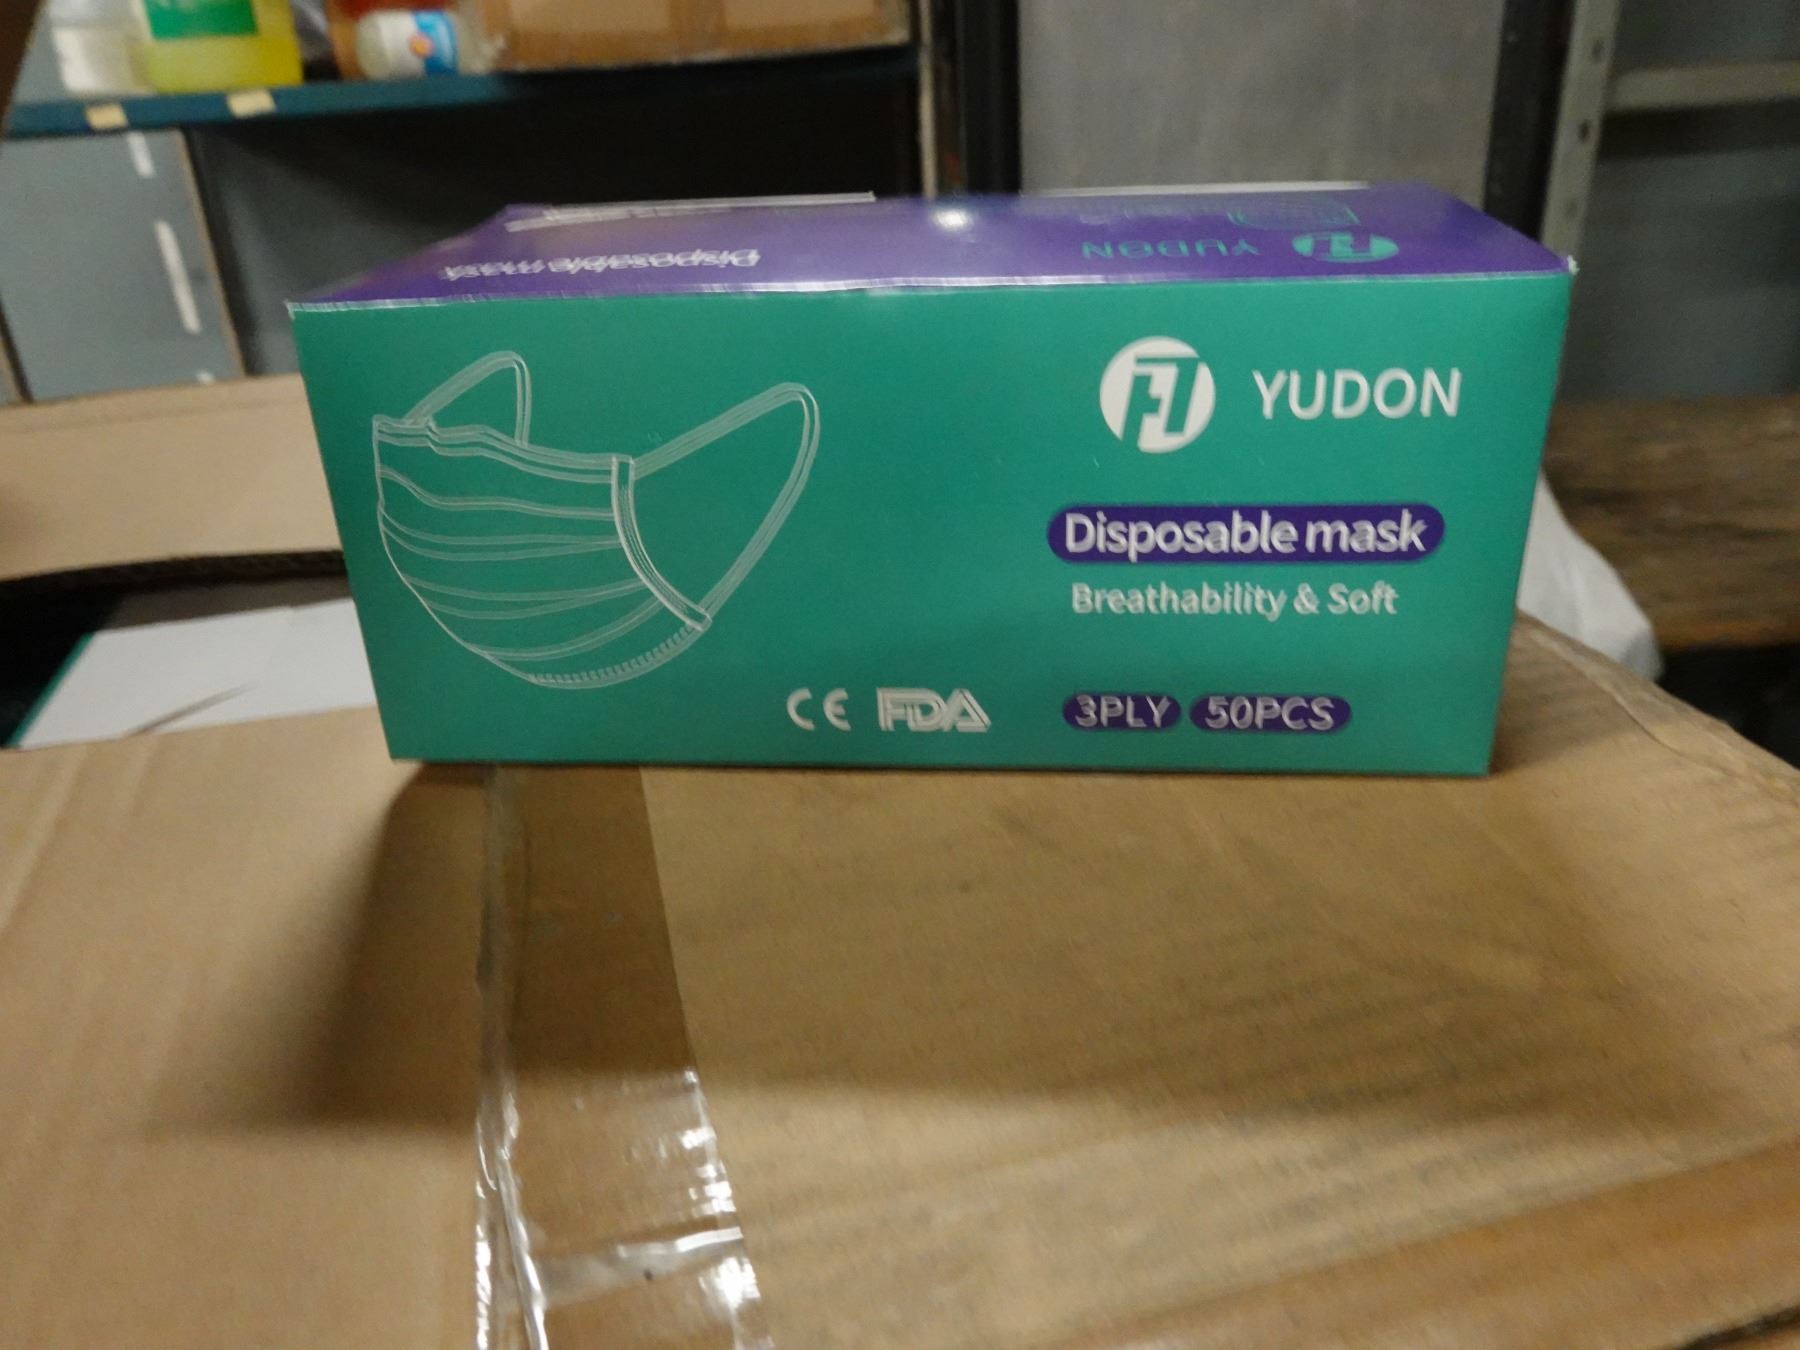 Disposable mask
YUDON
YUDON
Disposable mask
Breathability & Soft
CE FDA
3PLY 50PCS